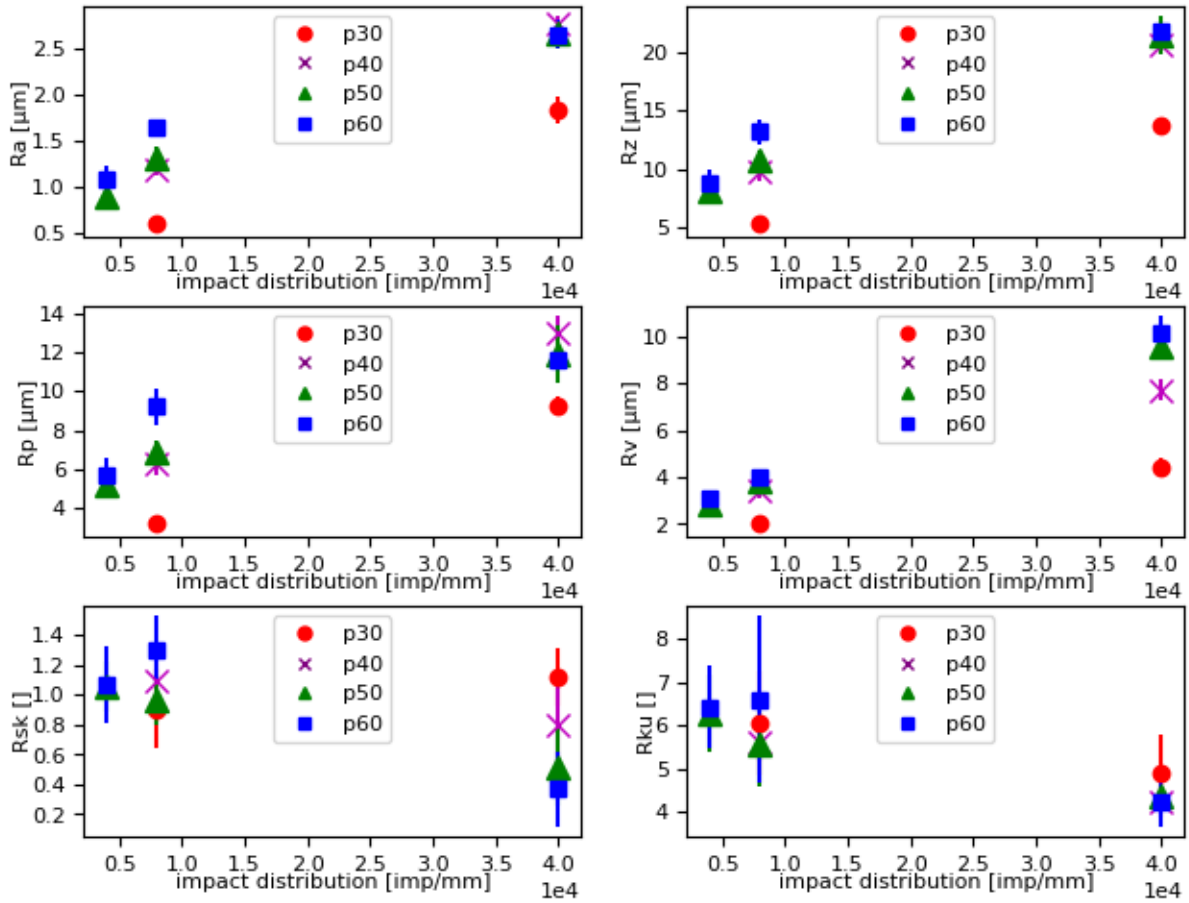 Ra [µm]
2.5
2.0
1.5
1.0
0.5
p30
p40
p50
p60
0.5 1.0 1.5 2.0 2.5 3.0 3.5 4.0
impact distribution [imp/mm]
1e4
Rz [µm]
20
15
10
5
p30
p40
p50
p60
0.5 1.0 1.5 2.0 2.5 3.0 3.5 4.0
impact distribution [imp/mm]
1e4
Rp [µm]
14
12
10
8
6
4
p30
p40
p50
p60
0.5 1.0 1.5 2.0 2.5 3.0 3.5 4.0
impact distribution [imp/mm]
1e4
Rv [µm]
10
8
6
4
2
p30
p40
p50
p60
0.5 1.0 1.5 2.0 2.5 3.0 3.5 4.0
impact distribution [imp/mm]
1e4
Rsk []
1.4
1.2
1.0
0.8
0.6
0.4
0.2
p30
p40
p50
p60
0.5 1.0 1.5 2.0 2.5 3.0 3.5 4.0
impact distribution [imp/mm]
1e4
Rku []
8
7
6
5
4
p30
p40
p50
p60
0.5 1.0 1.5 2.0 2.5 3.0 3.5 4.0
impact distribution [imp/mm]
1e4